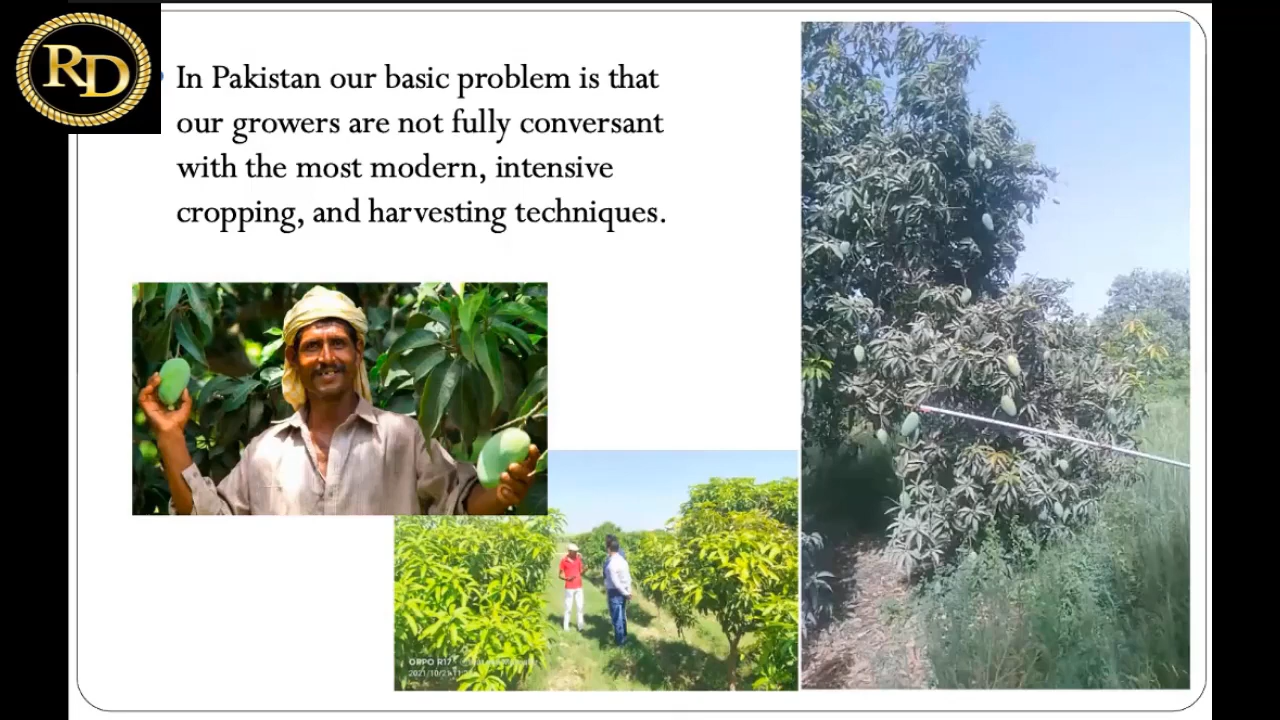 RD
In Pakistan our basic problem is that
our growers are not fully conversant
with the most modern, intensive
cropping, and harvesting techniques.
OPPO R17